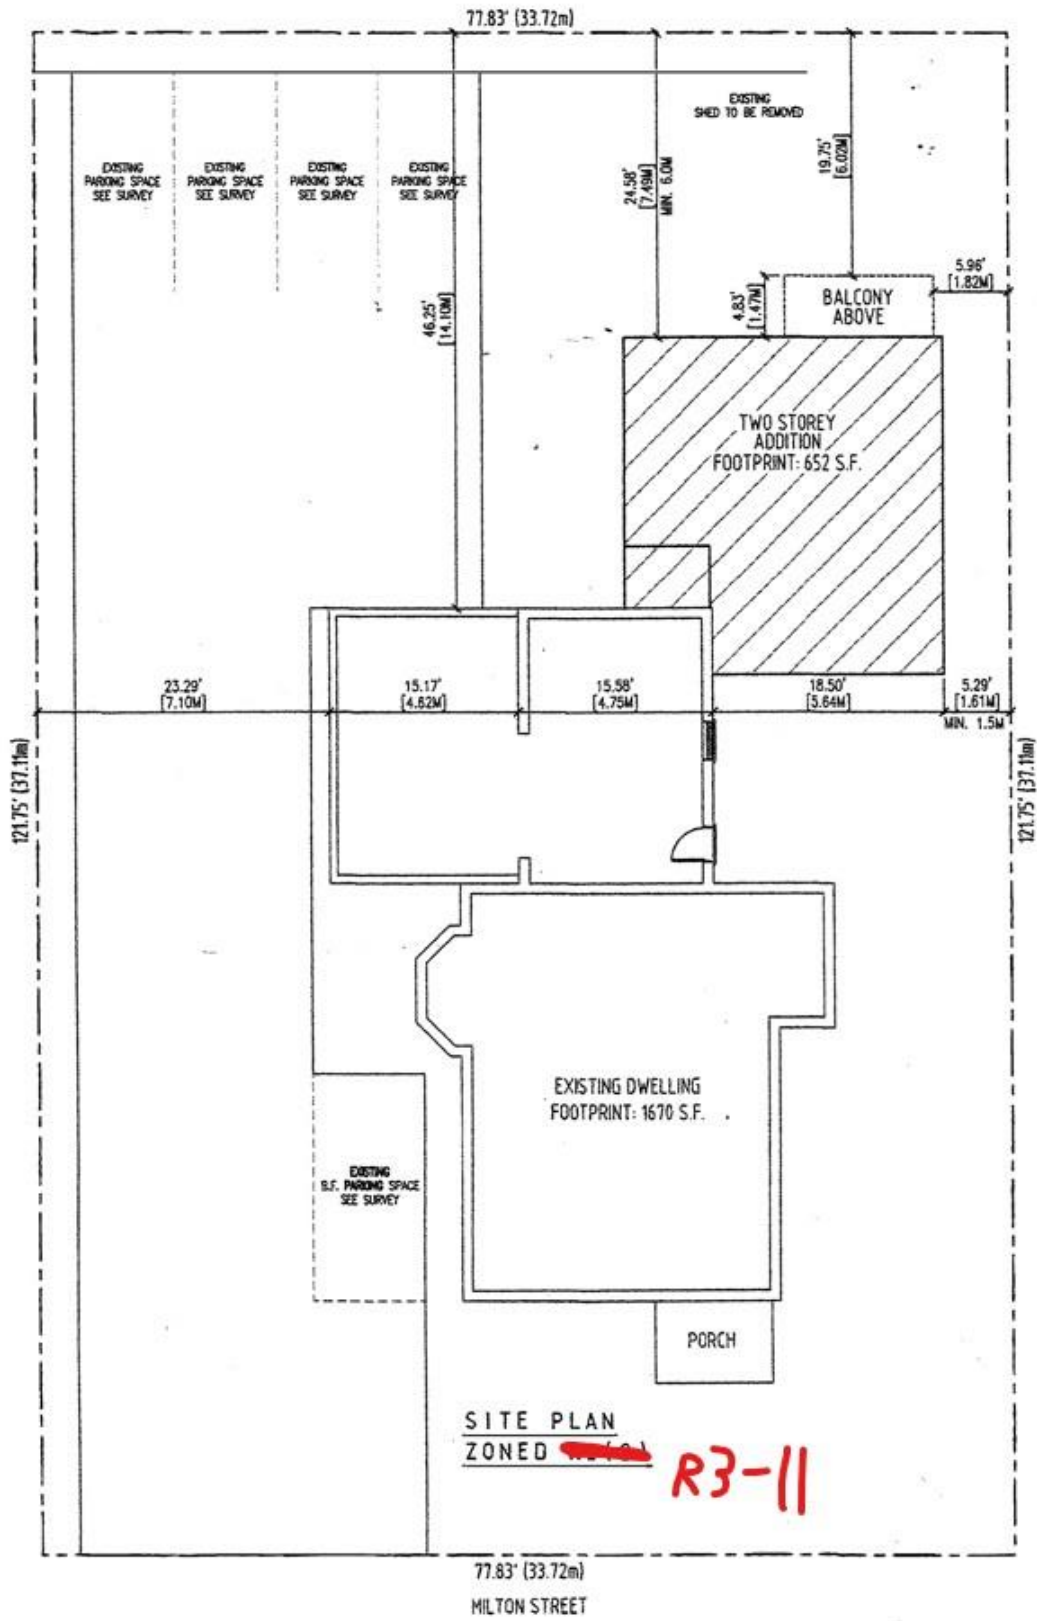 77.83' (33.72m)
EXISTING
SHED TO BE REMOVED
EXISTING
PARKING SPACE
SEE SURVEY
EXISTING
PARKING SPACE
SEE SURVEY
EXISTING
PARKING SPACE
SEE SURVEY
EXISTING
PARKING SPACE
SEE SURVEY
24.58'
[7.49M]
MIN. 6.0M
19.75'
[6.02M]
46.25'
[14.10M]
4.83'
[1.47M]
BALCONY
ABOVE
5.96'
[1.82M]
TWO STOREY
ADDITION
FOOTPRINT: 652 S.F.
23.29'
[7.10M]
15.17'
[4.62M]
15.58'
[4.75M]
18.50'
[5.64M]
5.29'
[1.61M]
MIN. 1.5M
121.75' (37.11m)
121.75' (37.11m)
EXISTING DWELLING
FOOTPRINT: 1670 S.F.
EXISTING
B.F. PARKING SPACE
SEE SURVEY
PORCH
SITE PLAN
ZONED R3-11
77.83' (33.72m)
MILTON STREET